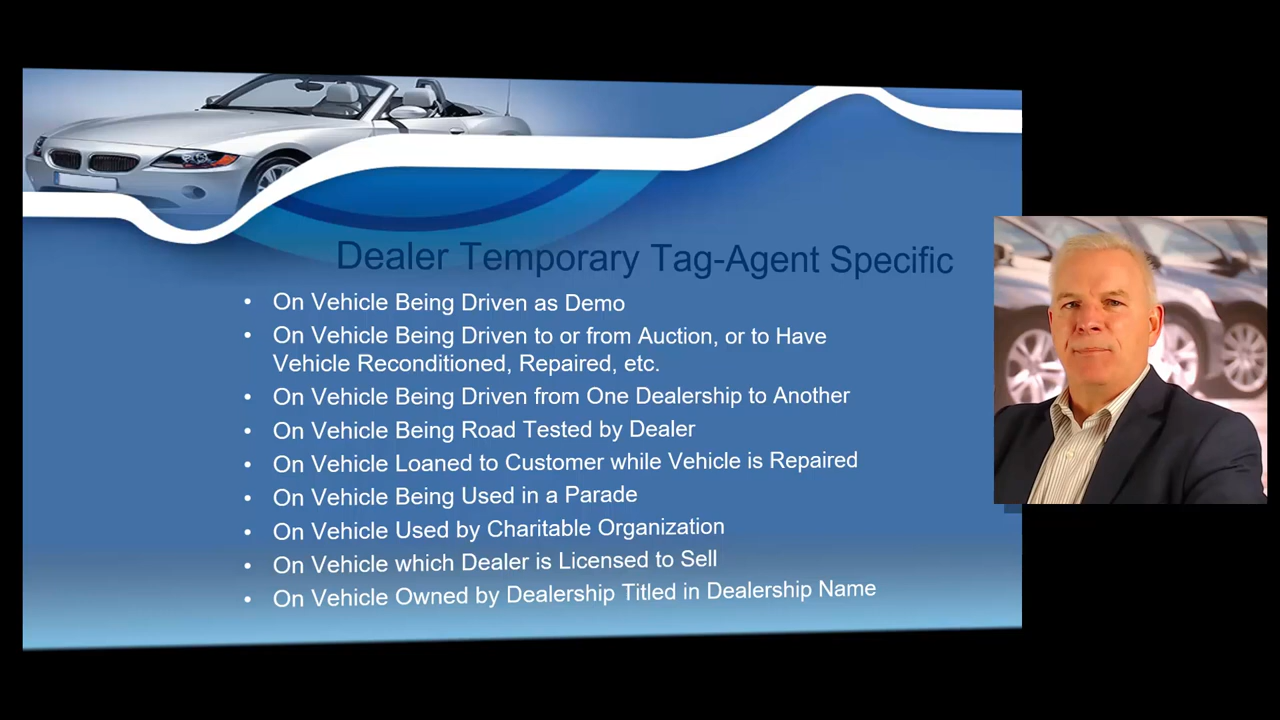 Dealer Temporary Tag-Agent Specific
• On Vehicle Being Driven as Demo
• On Vehicle Being Driven to or from Auction, or to Have
Vehicle Reconditioned, Repaired, etc.
• On Vehicle Being Driven from One Dealership to Another
• On Vehicle Being Road Tested by Dealer
• On Vehicle Loaned to Customer while Vehicle is Repaired
• On Vehicle Being Used in a Parade
• On Vehicle Used by Charitable Organization
• On Vehicle which Dealer is Licensed to Sell
• On Vehicle Owned by Dealership Titled in Dealership Name